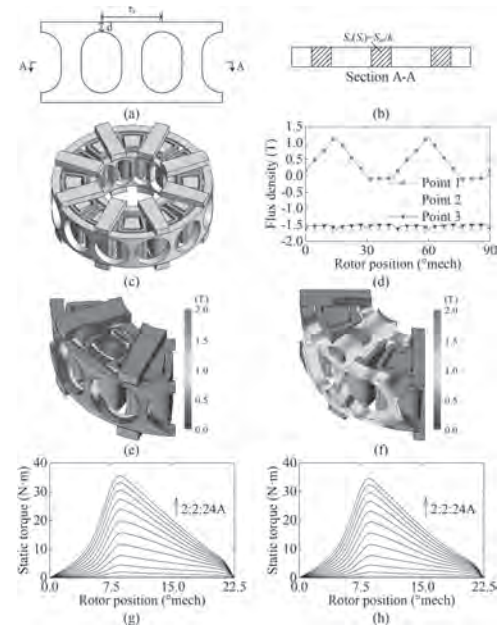 d
A
A
Section A-A
(a)
(b)
(c)
Flux density (T)
1.5
1.0
0.5
0.0
-0.5
-1.0
-1.5
-2.0
Point 1
Point 2
Point 3
0
30
60
90
Rotor position (°mech)
(d)
(T)
2.0
1.5
1.0
0.5
0.0
(e)
(T)
2.0
1.5
1.0
0.5
0.0
(f)
Static torque (N·m)
40
30
20
10
0
2:2:24A
0.0
7.5
15.0
22.5
Rotor position (°mech)
(g)
Static torque (N·m)
40
30
20
10
0
2:2:24A
0.0
7.5
15.0
22.5
Rotor position (°mech)
(h)